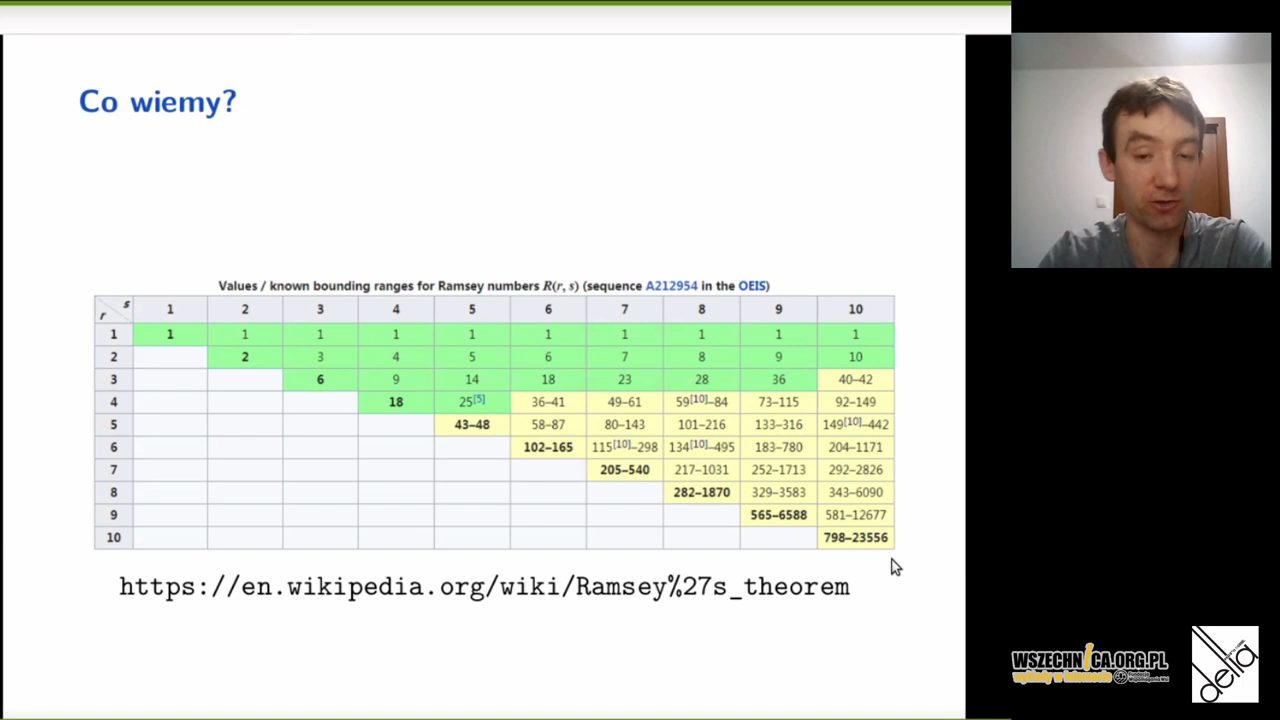 Co wiemy?
Values / known bounding ranges for Ramsey numbers R(r, s) (sequence A212954 in the OEIS)
s
r 1 2 3 4 5 6 7 8 9 10
1 1 1 1 1 1 1 1 1 1 1
2 2 3 4 5 6 7 8 9 10
3 6 9 14 18 23 28 36 40–42
4 18 25[5] 36–41 49–61 59[10]–84 73–115 92–149
5 43–48 58–87 80–143 101–216 133–316 149[10]–442
6 102–165 115[10]–298 134[10]–495 183–780 204–1171
7 205–540 217–1031 252–1713 292–2826
8 282–1870 329–3583 343–6090
9 565–6588 581–12677
10 798–23556
https://en.wikipedia.org/wiki/Ramsey%27s_theorem
WSZECHNICA.ORG.PL
wykłady w internecie
delta